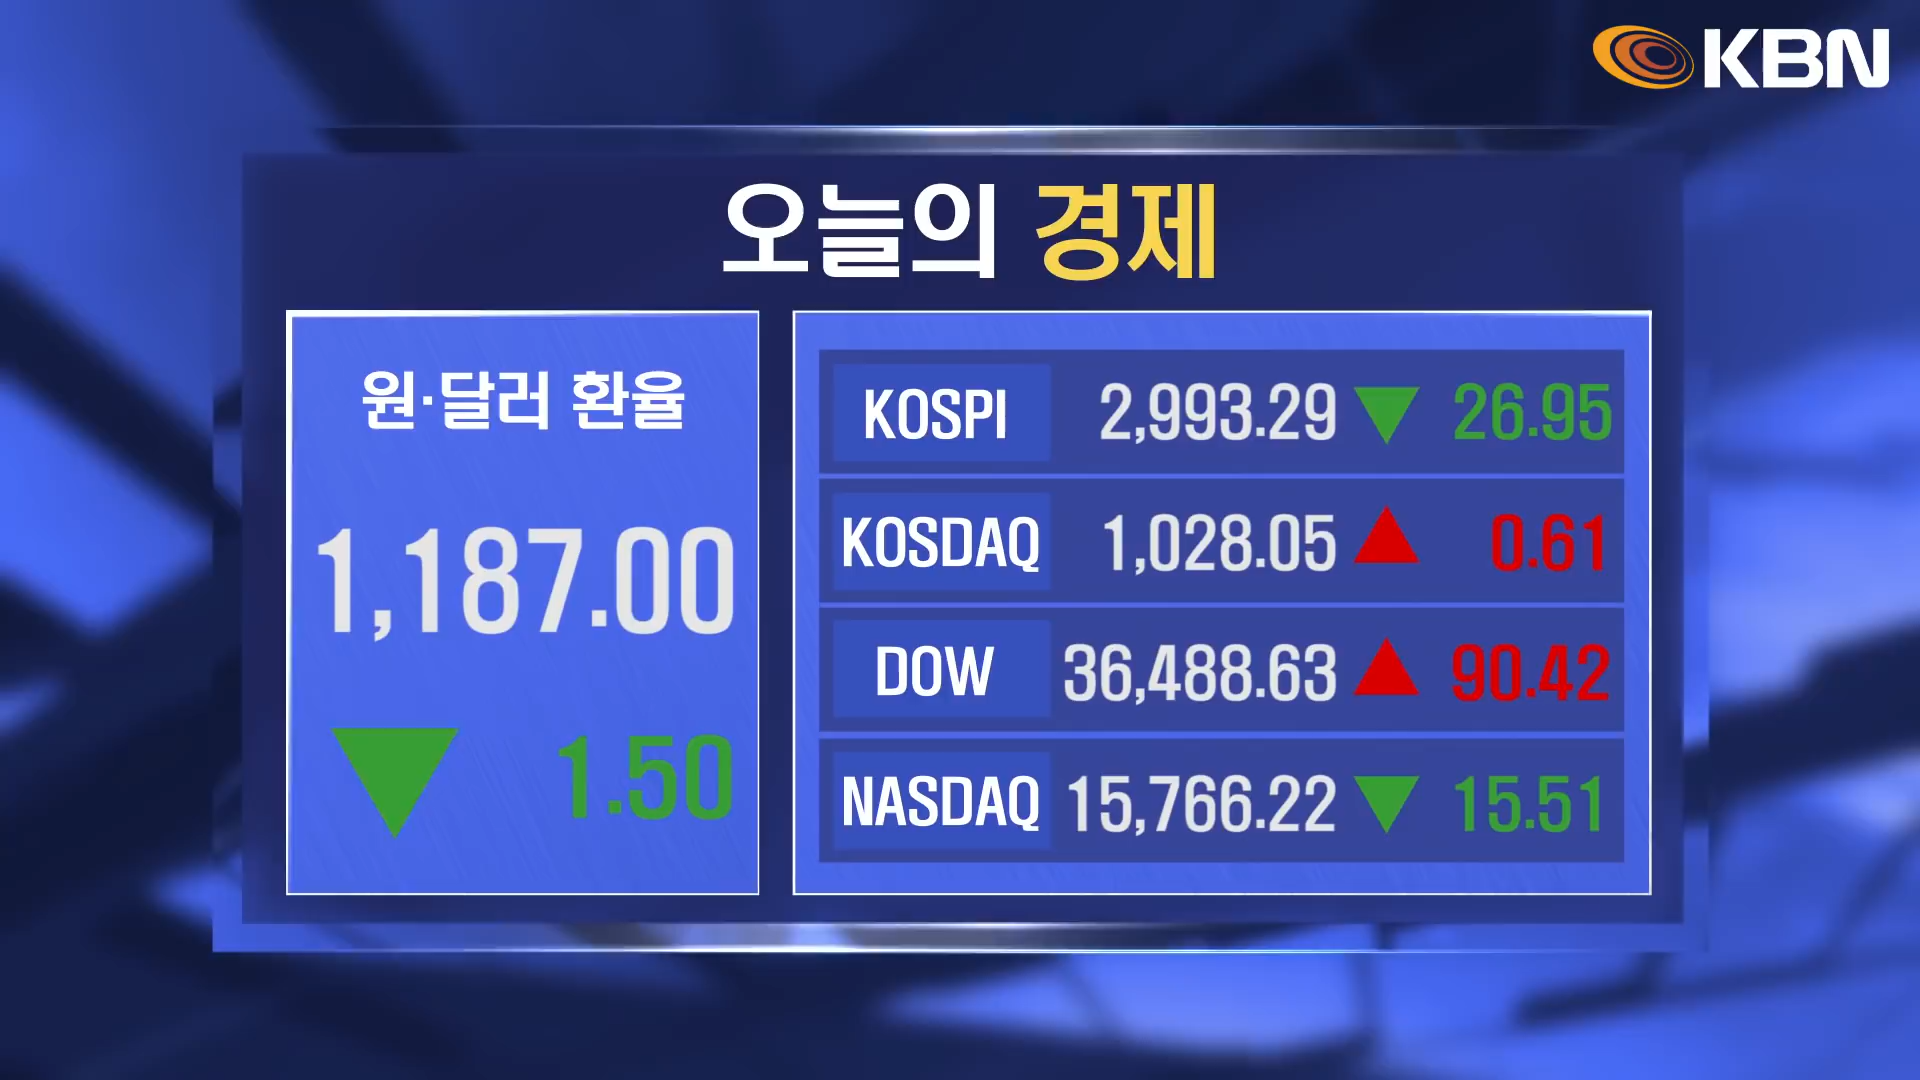 KBN
오늘의 경제
원·달러 환율
1,187.00
▼ 1.50
KOSPI 2,993.29 ▼ 26.95
KOSDAQ 1,028.05 ▲ 0.61
DOW 36,488.63 ▲ 90.42
NASDAQ 15,766.22 ▼ 15.51